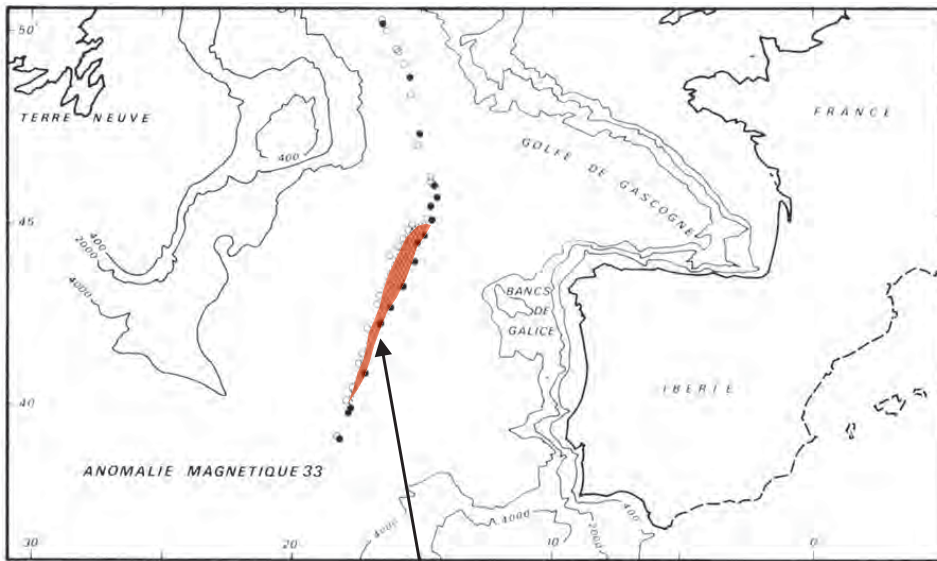 50°
TERRE NEUVE
FRANCE
400
GOLFE DE GASCOGNE
45
400
2000
4000
BANCS
DE
GALICE
IBERIE
40
ANOMALIE MAGNETIQUE 33
4000
4000
2000
400
30
20
10
0